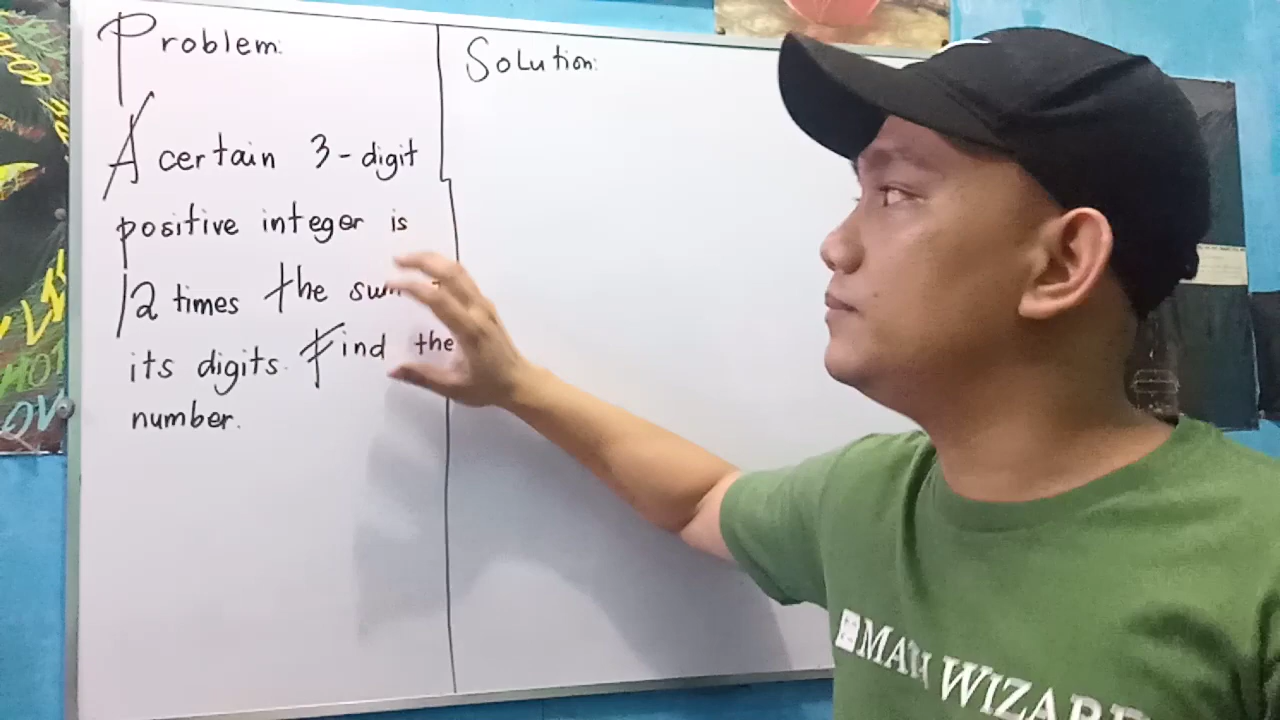 Problem:
A certain 3-digit
positive integer is
12 times the sum
its digits. Find the
number.
Solution:
MATH WIZARD